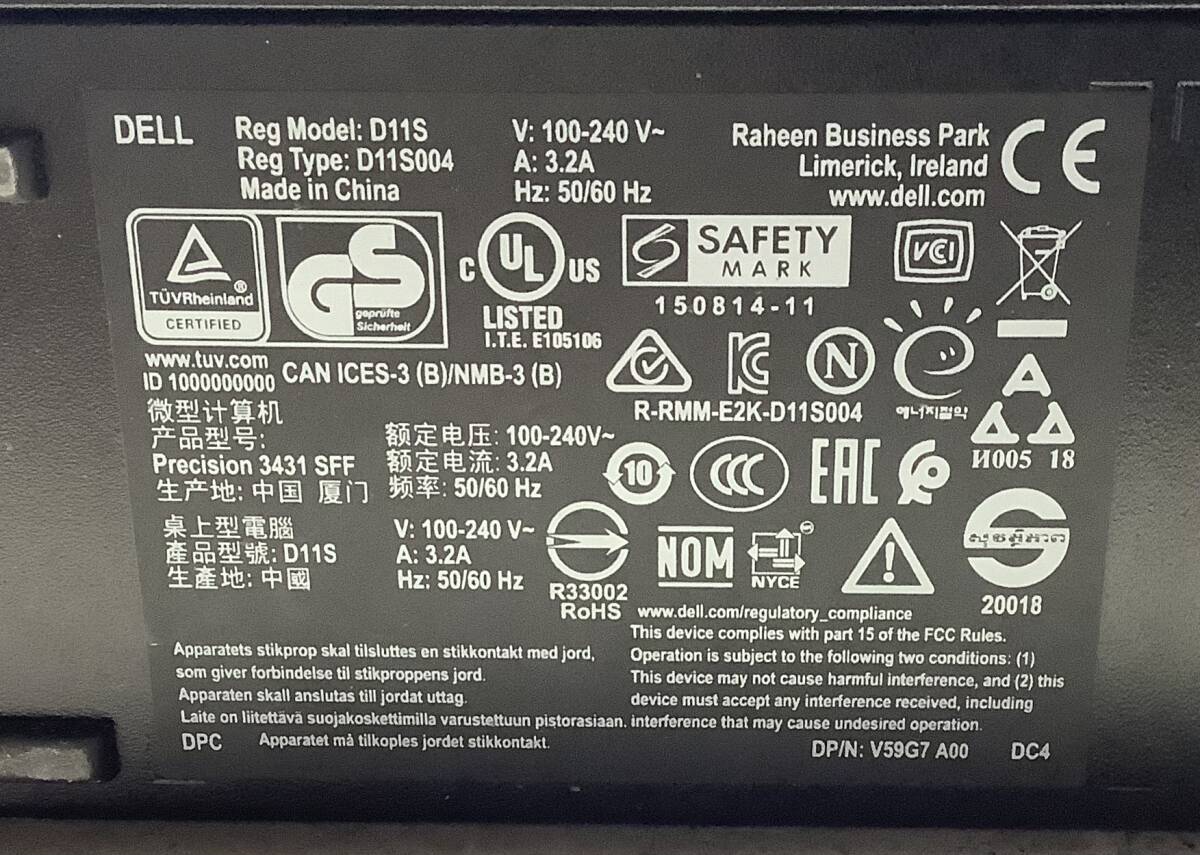 DELL
Reg Model: D11S
Reg Type: D11S004
Made in China
V: 100-240 V~
A: 3.2A
Hz: 50/60 Hz
Raheen Business Park
Limerick, Ireland
www.dell.com
CE
TÜVRheinland®
CERTIFIED
GS
geprüfte
Sicherheit
C UL US
LISTED
I.T.E. E105106
SAFETY
MARK
150814-11
VCI
www.tuv.com
ID 1000000000
CAN ICES-3 (B)/NMB-3 (B)
N
R-RMM-E2K-D11S004
에너지절약
И005 18
微型计算机
产品型号:
Precision 3431 SFF
生产地: 中国 厦门
额定电压: 100-240V~
额定电流: 3.2A
频率: 50/60 Hz
10
CCC
EAC
桌上型電腦
產品型號: D11S
生產地: 中國
V: 100-240 V~
A: 3.2A
Hz: 50/60 Hz
R33002
RoHS
NOM
NYCE
20018
www.dell.com/regulatory_compliance
This device complies with part 15 of the FCC Rules.
Operation is subject to the following two conditions: (1)
This device may not cause harmful interference, and (2) this
device must accept any interference received, including
interference that may cause undesired operation.
Apparatets stikprop skal tilsluttes en stikkontakt med jord,
som giver forbindelse til stikproppens jord.
Apparaten skall anslutas till jordat uttag.
Laite on liitettävä suojakoskettimilla varustettuun pistorasiaan.
DPC
Apparatet må tilkoples jordet stikkontakt.
DP/N: V59G7 A00
DC4